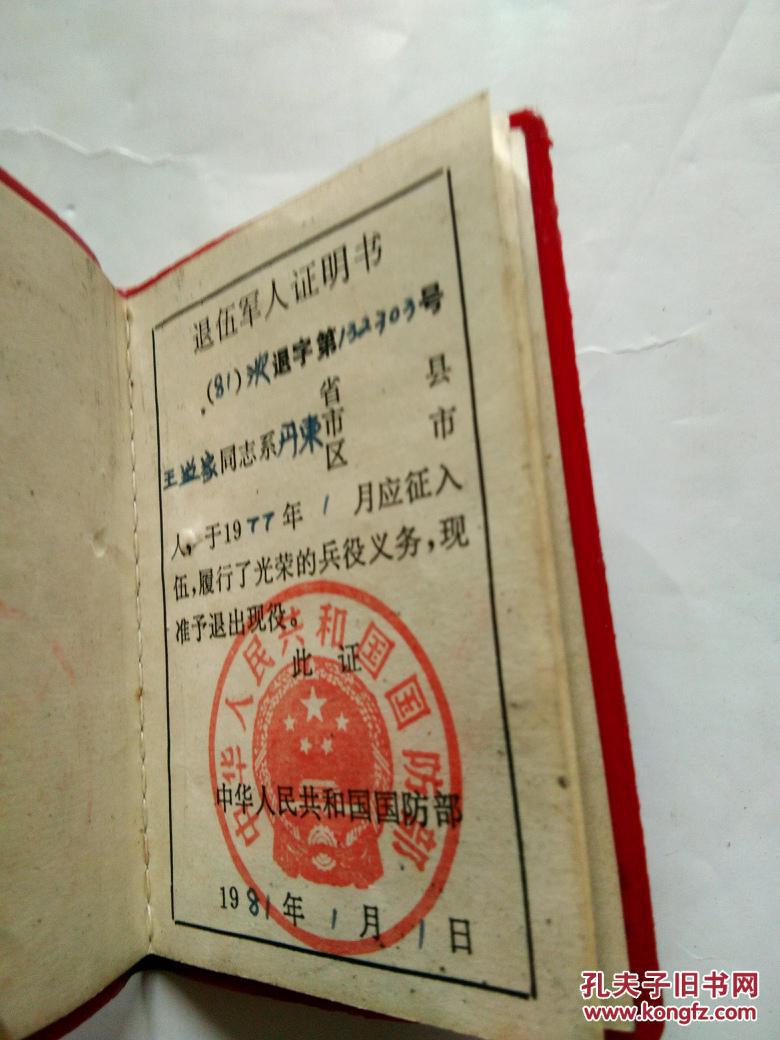 退伍军人证明书
(81)沈退字第132303号
省 县
王益家同志系丹東市 市
区
人,于1977年1月应征入
伍,履行了光荣的兵役义务,现
准予退出现役。
此证
中华人民共和国国防部
中华人民共和国国防部
1981年1月1日
孔夫子旧书网
www.kongfz.com